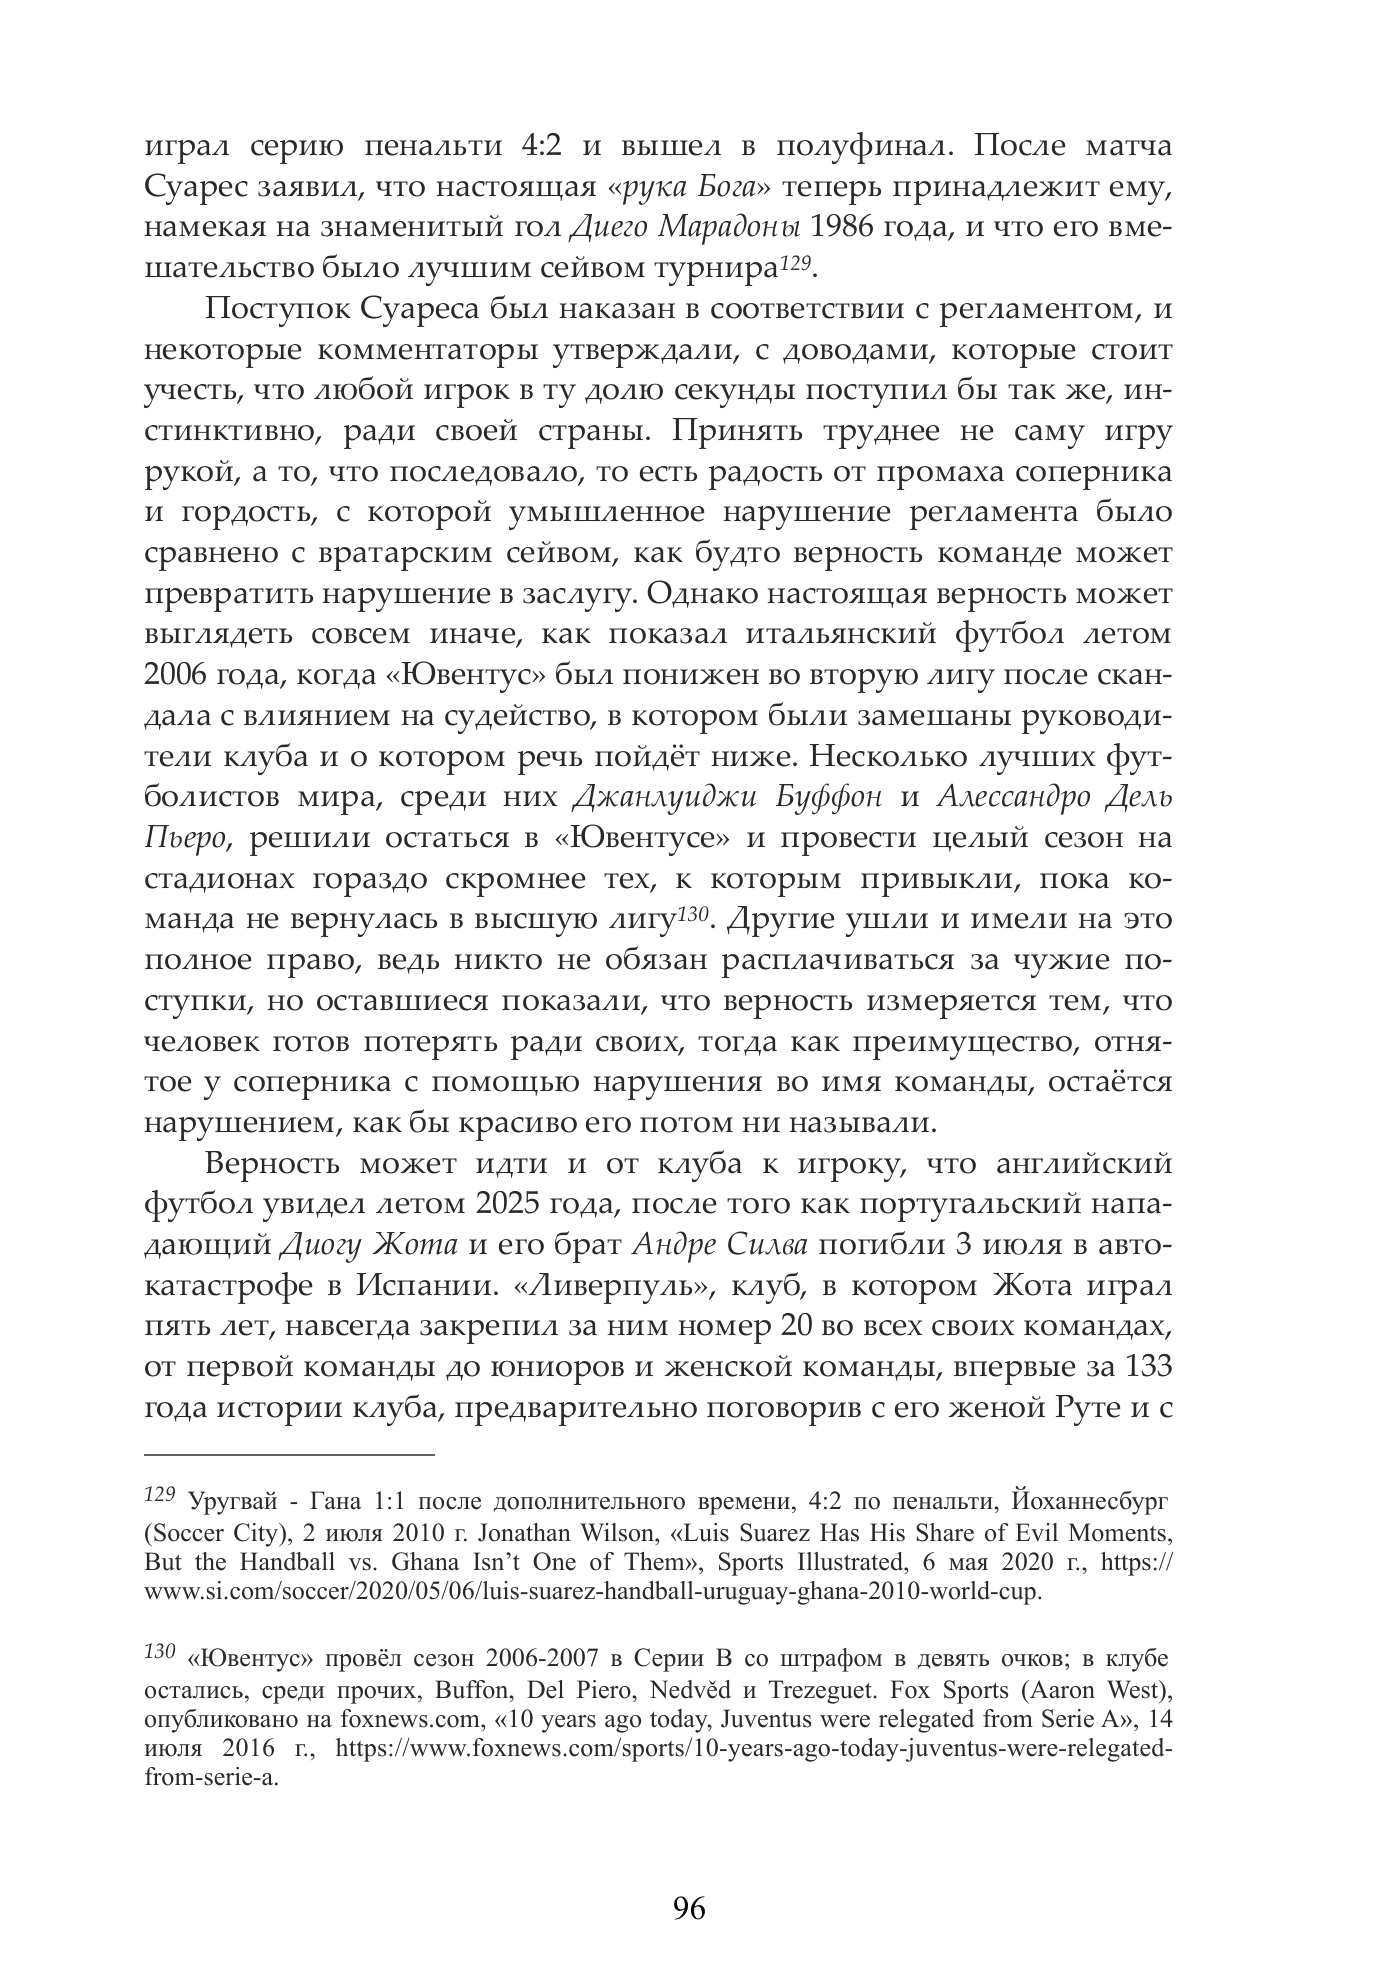 играл серию пенальти 4:2 и вышел в полуфинал. После матча
Суарес заявил, что настоящая «рука Бога» теперь принадлежит ему,
намекая на знаменитый гол Диего Марадоны 1986 года, и что его вме-
шательство было лучшим сейвом турнира129.
Поступок Суареса был наказан в соответствии с регламентом, и
некоторые комментаторы утверждали, с доводами, которые стоит
учесть, что любой игрок в ту долю секунды поступил бы так же, ин-
стинктивно, ради своей страны. Принять труднее не саму игру
рукой, а то, что последовало, то есть радость от промаха соперника
и гордость, с которой умышленное нарушение регламента было
сравнено с вратарским сейвом, как будто верность команде может
превратить нарушение в заслугу. Однако настоящая верность может
выглядеть совсем иначе, как показал итальянский футбол летом
2006 года, когда «Ювентус» был понижен во вторую лигу после скан-
дала с влиянием на судейство, в котором были замешаны руководи-
тели клуба и о котором речь пойдёт ниже. Несколько лучших фут-
болистов мира, среди них Джанлуиджи Буффон и Алессандро Дель
Пьеро, решили остаться в «Ювентусе» и провести целый сезон на
стадионах гораздо скромнее тех, к которым привыкли, пока ко-
манда не вернулась в высшую лигу130. Другие ушли и имели на это
полное право, ведь никто не обязан расплачиваться за чужие по-
ступки, но оставшиеся показали, что верность измеряется тем, что
человек готов потерять ради своих, тогда как преимущество, отня-
тое у соперника с помощью нарушения во имя команды, остаётся
нарушением, как бы красиво его потом ни называли.
Верность может идти и от клуба к игроку, что английский
футбол увидел летом 2025 года, после того как португальский напа-
дающий Диогу Жота и его брат Андре Силва погибли 3 июля в авто-
катастрофе в Испании. «Ливерпуль», клуб, в котором Жота играл
пять лет, навсегда закрепил за ним номер 20 во всех своих командах,
от первой команды до юниоров и женской команды, впервые за 133
года истории клуба, предварительно поговорив с его женой Руте и с
129 Уругвай - Гана 1:1 после дополнительного времени, 4:2 по пенальти, Йоханнесбург
(Soccer City), 2 июля 2010 г. Jonathan Wilson, «Luis Suarez Has His Share of Evil Moments,
But the Handball vs. Ghana Isn’t One of Them», Sports Illustrated, 6 мая 2020 г., https://
www.si.com/soccer/2020/05/06/luis-suarez-handball-uruguay-ghana-2010-world-cup.
130 «Ювентус» провёл сезон 2006-2007 в Серии B со штрафом в девять очков; в клубе
остались, среди прочих, Buffon, Del Piero, Nedvěd и Trezeguet. Fox Sports (Aaron West),
опубликовано на foxnews.com, «10 years ago today, Juventus were relegated from Serie A», 14
июля 2016 г., https://www.foxnews.com/sports/10-years-ago-today-juventus-were-relegated-
from-serie-a.
96